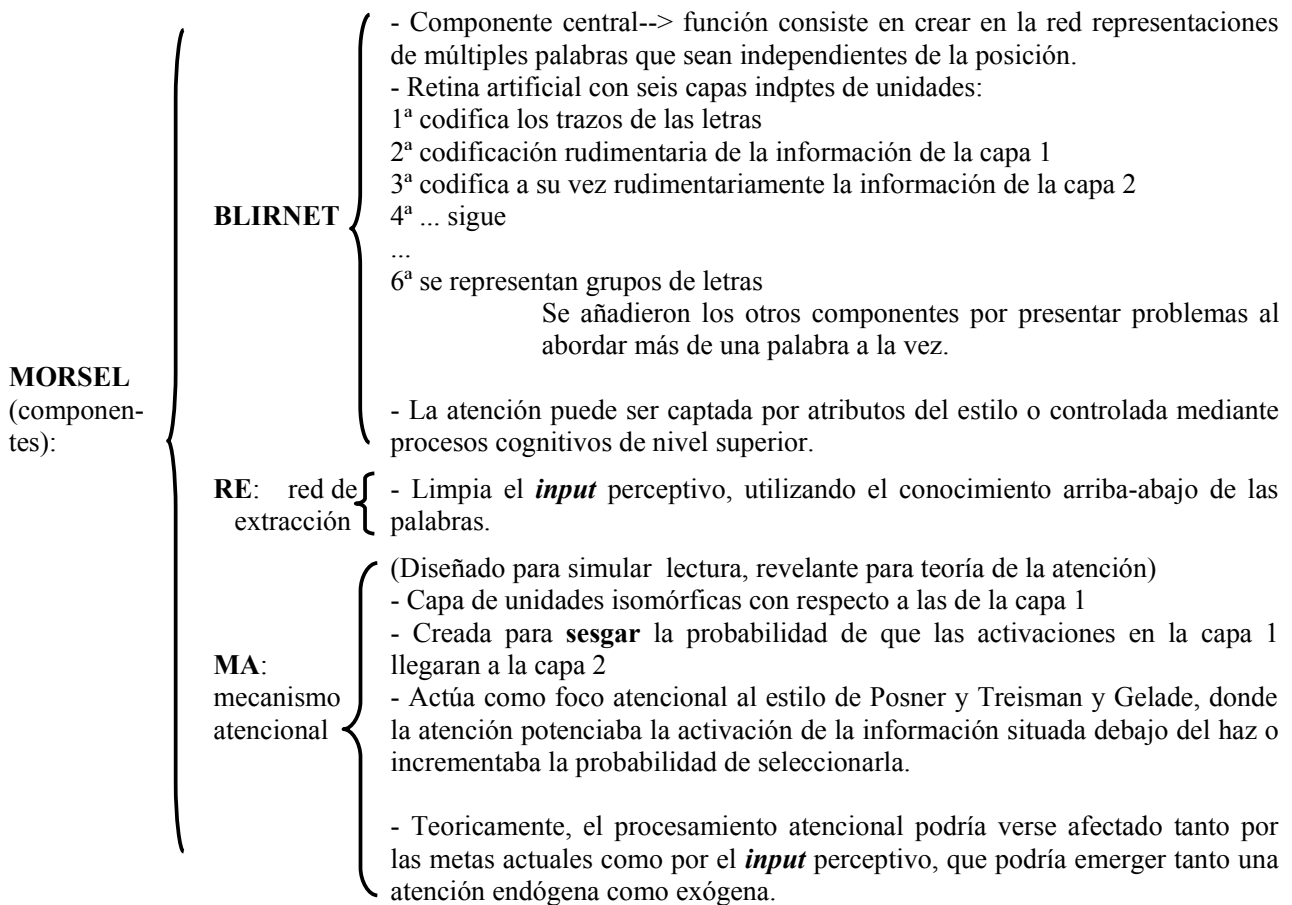 - Componente central--> función consiste en crear en la red representaciones
de múltiples palabras que sean independientes de la posición.
- Retina artificial con seis capas indptes de unidades:
1ª codifica los trazos de las letras
2ª codificación rudimentaria de la información de la capa 1
3ª codifica a su vez rudimentariamente la información de la capa 2
BLIRNET
4ª ... sigue
...
6ª se representan grupos de letras
Se añadieron los otros componentes por presentar problemas al
abordar más de una palabra a la vez.
MORSEL
(componen-
tes):
- La atención puede ser captada por atributos del estilo o controlada mediante
procesos cognitivos de nivel superior.
RE: red de
extracción
- Limpia el input perceptivo, utilizando el conocimiento arriba-abajo de las
palabras.
(Diseñado para simular lectura, revelante para teoría de la atención)
- Capa de unidades isomórficas con respecto a las de la capa 1
- Creada para sesgar la probabilidad de que las activaciones en la capa 1
llegaran a la capa 2
MA:
mecanismo
atencional
- Actúa como foco atencional al estilo de Posner y Treisman y Gelade, donde
la atención potenciaba la activación de la información situada debajo del haz o
incrementaba la probabilidad de seleccionarla.
- Teoricamente, el procesamiento atencional podría verse afectado tanto por
las metas actuales como por el input perceptivo, que podría emerger tanto una
atención endógena como exógena.